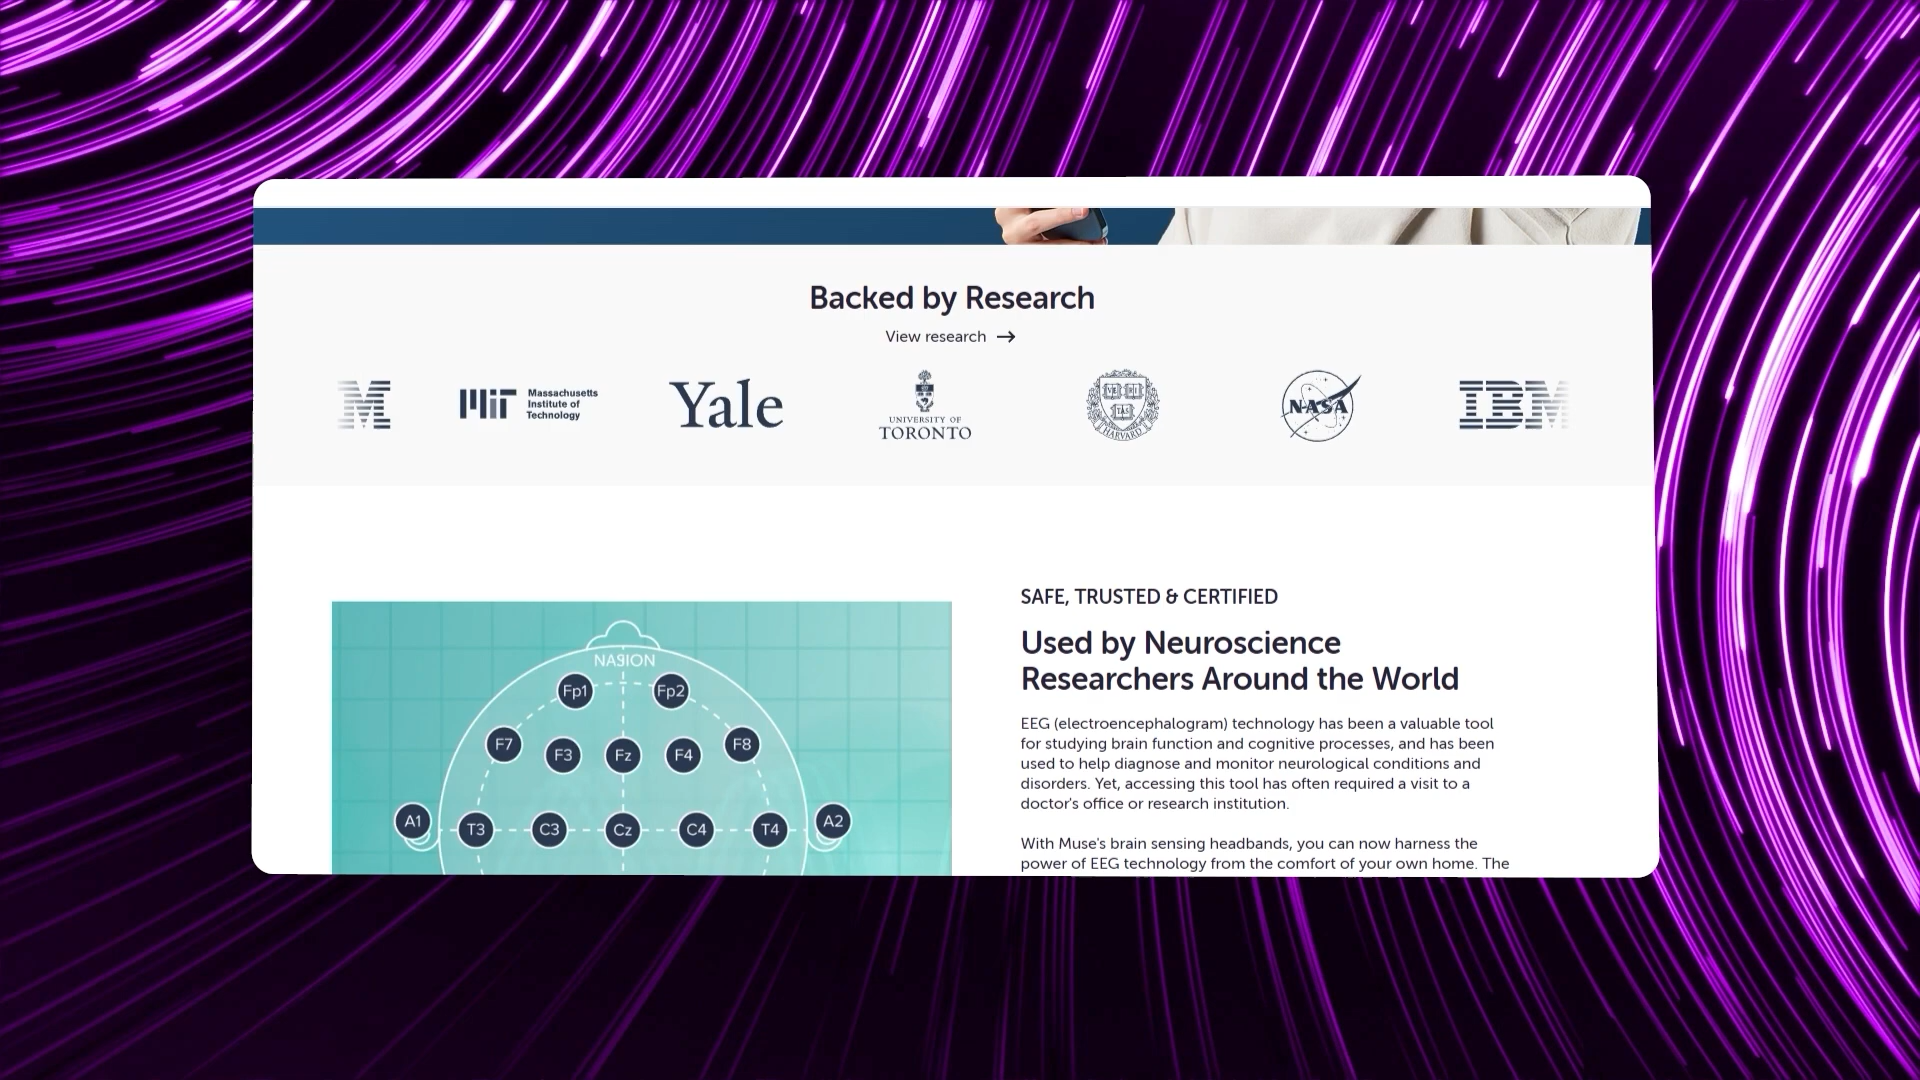 Backed by Research
View research →
M
MIT Massachusetts
Institute of
Technology
Yale
UNIVERSITY OF
TORONTO
VE RI
TAS
HARVARD
NASA
IBM
SAFE, TRUSTED & CERTIFIED
Used by Neuroscience
Researchers Around the World
EEG (electroencephalogram) technology has been a valuable tool
for studying brain function and cognitive processes, and has been
used to help diagnose and monitor neurological conditions and
disorders. Yet, accessing this tool has often required a visit to a
doctor's office or research institution.
With Muse's brain sensing headbands, you can now harness the
power of EEG technology from the comfort of your own home. The
NASION
Fp1 Fp2
F7 F3 Fz F4 F8
A1 T3 C3 Cz C4 T4 A2